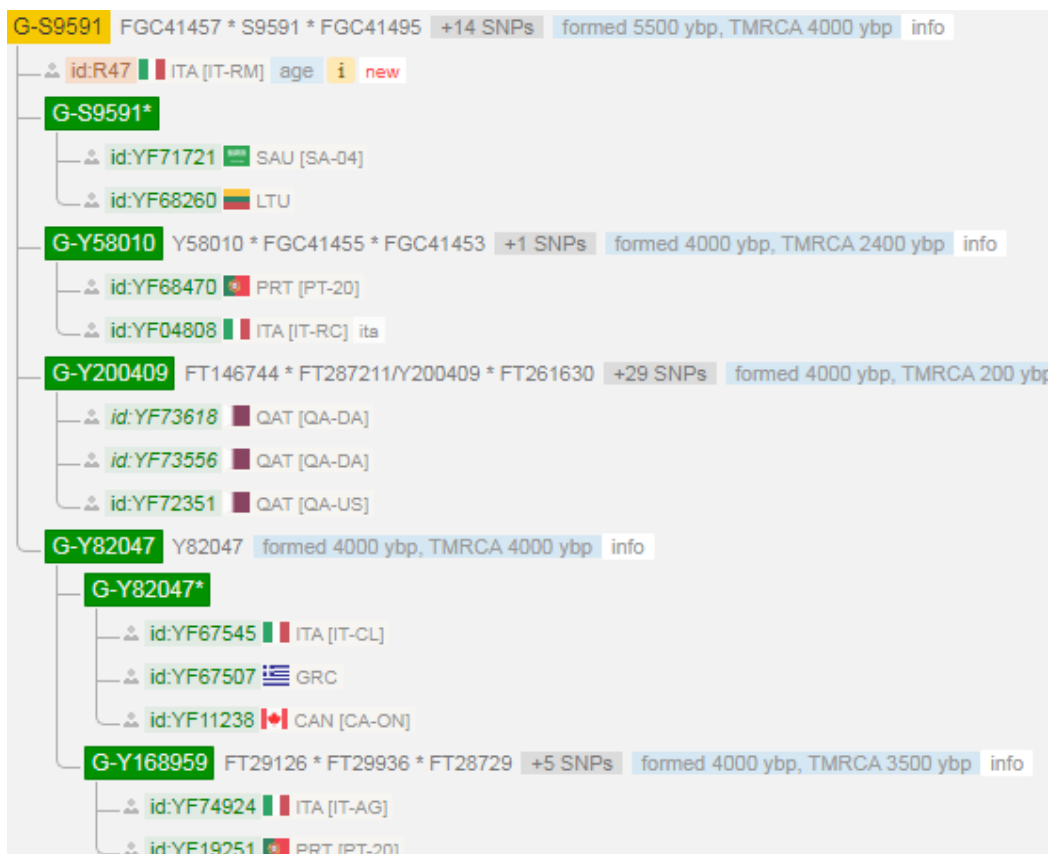 G-S9591 FGC41457 * S9591 * FGC41495 +14 SNPs formed 5500 ybp, TMRCA 4000 ybp info
id:R47 ITA [IT-RM] age i new
G-S9591*
id:YF71721 SAU [SA-04]
id:YF68260 LTU
G-Y58010 Y58010 * FGC41455 * FGC41453 +1 SNPs formed 4000 ybp, TMRCA 2400 ybp info
id:YF68470 PRT [PT-20]
id:YF04808 ITA [IT-RC] ita
G-Y200409 FT146744 * FT287211/Y200409 * FT261630 +29 SNPs formed 4000 ybp, TMRCA 200 ybp
id:YF73618 QAT [QA-DA]
id:YF73556 QAT [QA-DA]
id:YF72351 QAT [QA-US]
G-Y82047 Y82047 formed 4000 ybp, TMRCA 4000 ybp info
G-Y82047*
id:YF67545 ITA [IT-CL]
id:YF67507 GRC
id:YF11238 CAN [CA-ON]
G-Y168959 FT29126 * FT29936 * FT28729 +5 SNPs formed 4000 ybp, TMRCA 3500 ybp info
id:YF74924 ITA [IT-AG]
id:YF19251 PRT [PT-20]